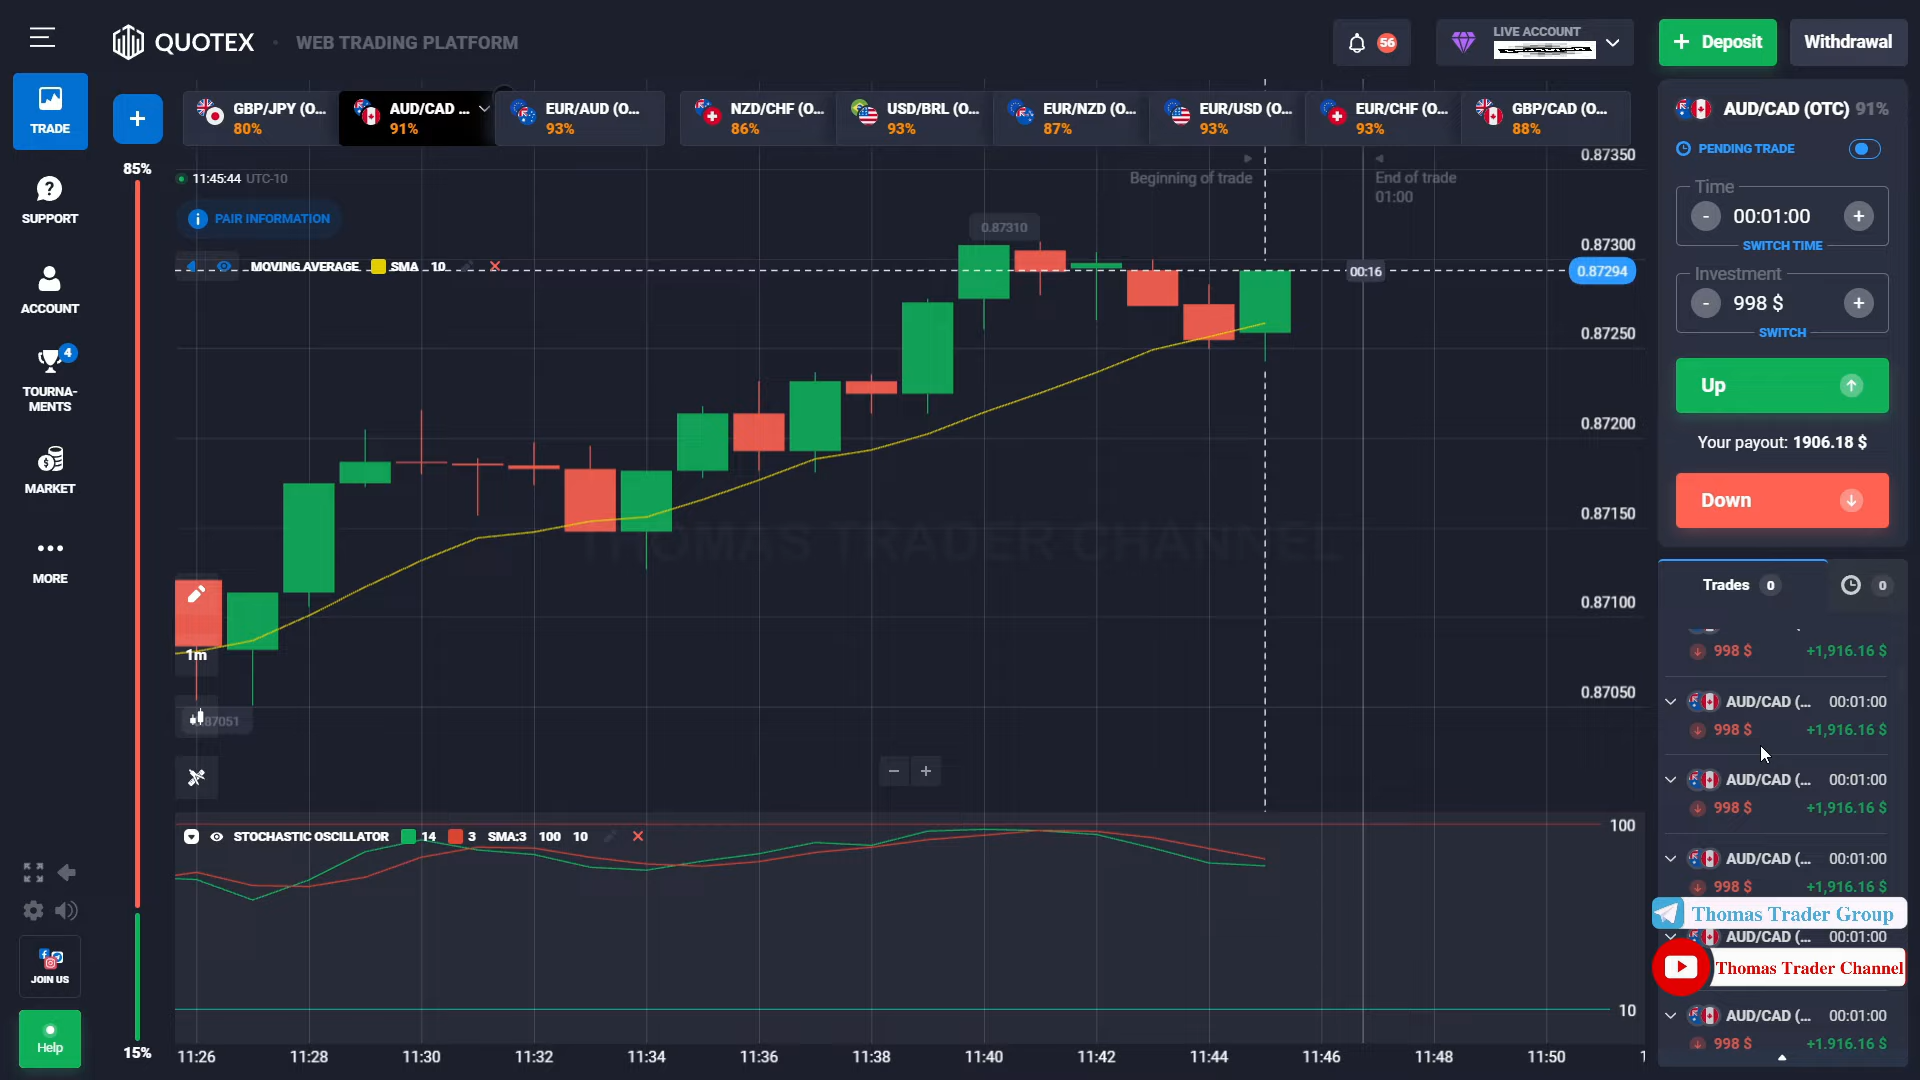 QUOTEX
WEB TRADING PLATFORM
56
LIVE ACCOUNT
+ Deposit
Withdrawal
TRADE
+
GBP/JPY (O...
80%
AUD/CAD ...
91%
EUR/AUD (O...
93%
NZD/CHF (O...
86%
USD/BRL (O...
93%
EUR/NZD (O...
87%
EUR/USD (O...
93%
EUR/CHF (O...
93%
GBP/CAD (O...
88%
AUD/CAD (OTC) 91%
PENDING TRADE
Time
- 00:01:00 +
SWITCH TIME
Investment
- 998 $ +
SWITCH
Up
Your payout: 1906.18 $
Down
Trades 0
0
998 $ +1,916.16 $
AUD/CAD (... 00:01:00
998 $ +1,916.16 $
AUD/CAD (... 00:01:00
998 $ +1,916.16 $
AUD/CAD (... 00:01:00
998 $ +1,916.16 $
Thomas Trader Group
AUD/CAD (... 00:01:00
Thomas Trader Channel
AUD/CAD (... 00:01:00
998 $ +1,916.16 $
SUPPORT
ACCOUNT
4
TOURNA-
MENTS
MARKET
MORE
JOIN US
Help
85%
15%
11:45:44 UTC-10
PAIR INFORMATION
MOVING AVERAGE SMA 10
Beginning of trade
End of trade
01:00
0.87310
00:16
0.87294
0.87350
0.87300
0.87250
0.87200
0.87150
0.87100
0.87050
THOMAS TRADER CHANNEL
1m
87051
- +
STOCHASTIC OSCILLATOR 14 3 SMA:3 100 10
100
10
11:26 11:28 11:30 11:32 11:34 11:36 11:38 11:40 11:42 11:44 11:46 11:48 11:50